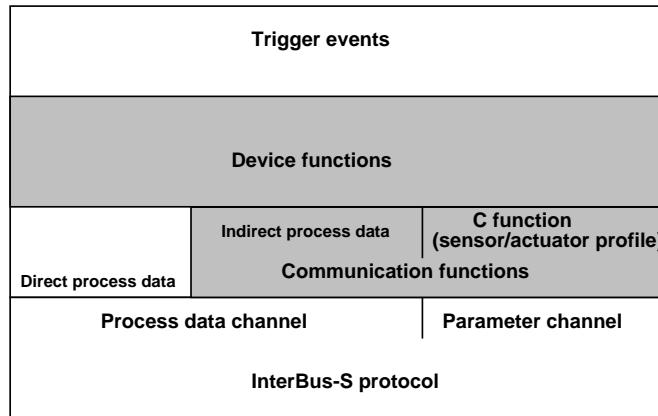 Trigger events
Device functions
Indirect process data
C function
(sensor/actuator profile)
Communication functions
Direct process data
Process data channel
Parameter channel
InterBus-S protocol